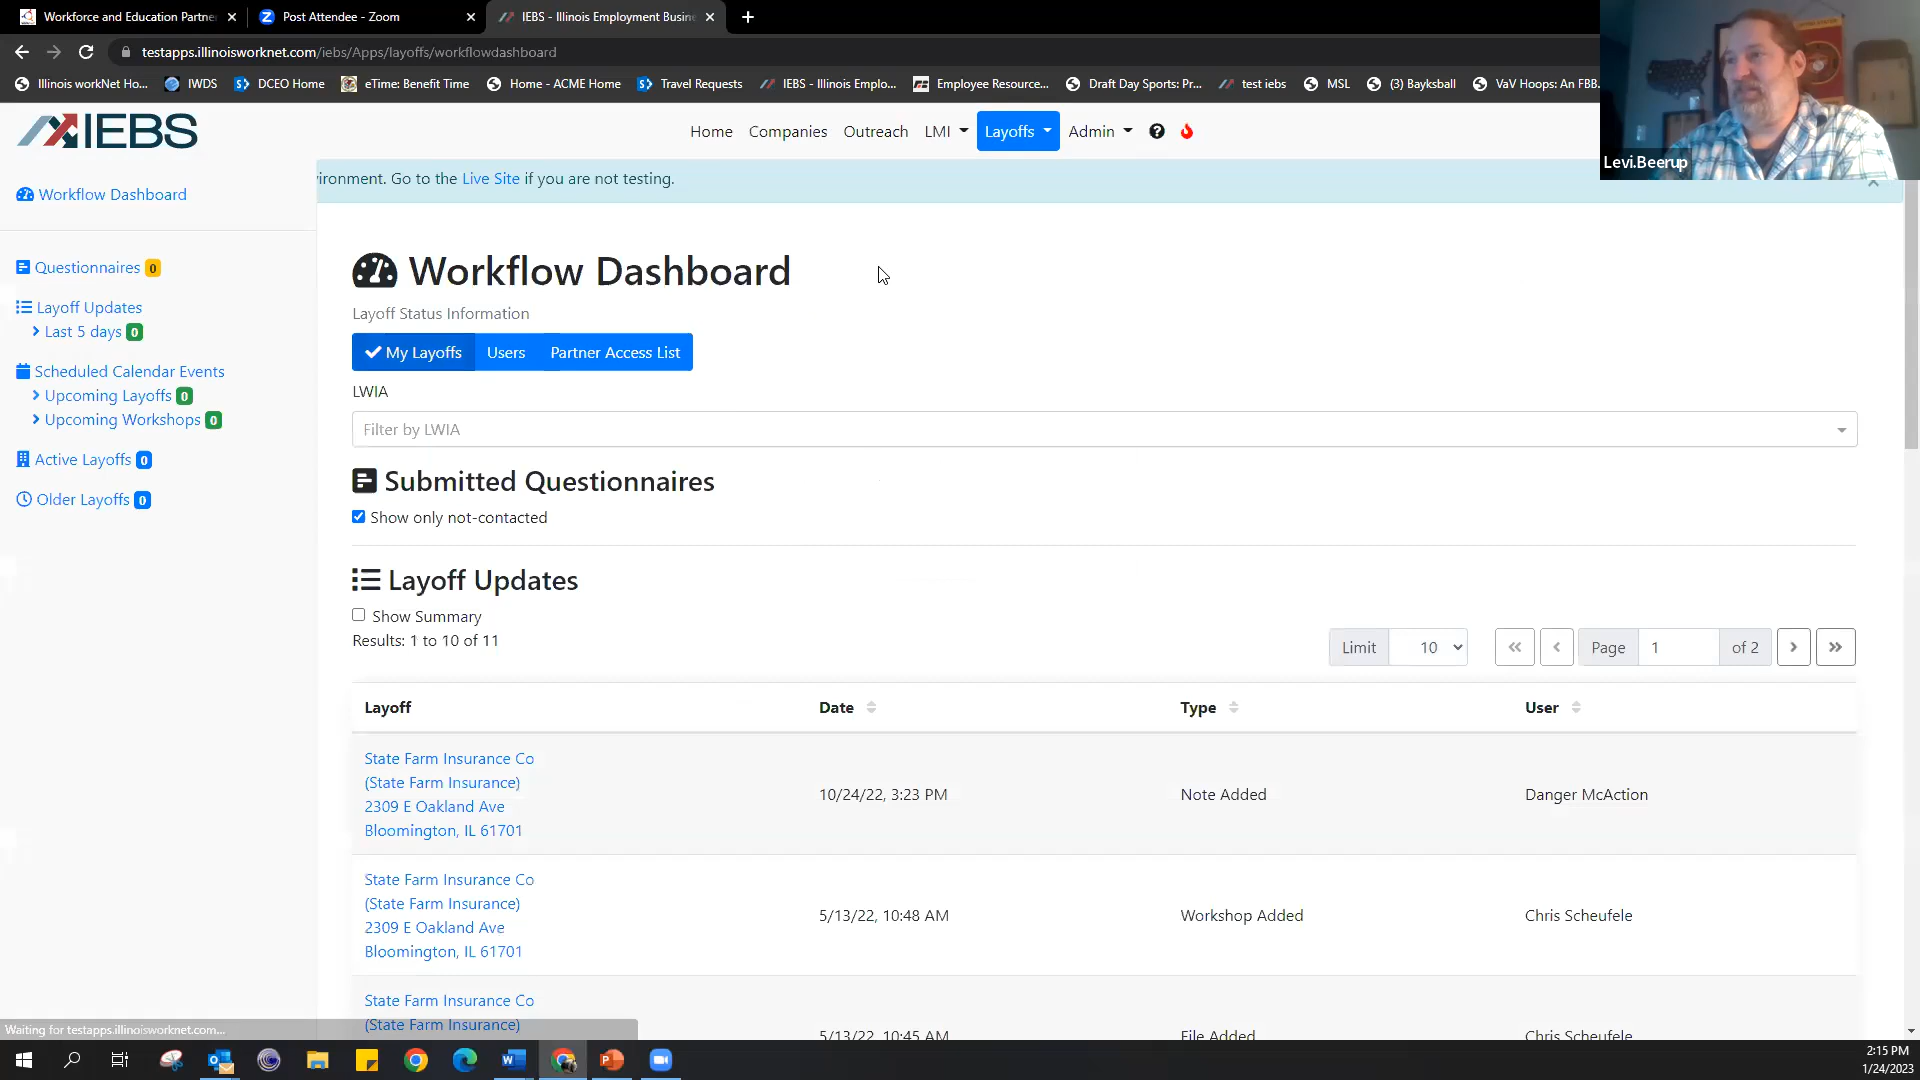 Workforce and Education Partne
Post Attendee - Zoom
IEBS - Illinois Employment Busin
testapps.illinoisworknet.com/iebs/Apps/layoffs/workflowdashboard
Illinois workNet Ho...
IWDS
DCEO Home
eTime: Benefit Time
Home - ACME Home
Travel Requests
IEBS - Illinois Emplo...
Employee Resource...
Draft Day Sports: Pr...
test iebs
MSL
(3) Bayksball
VaV Hoops: An FBB
Levi.Beerup
IEBS
Home
Companies
Outreach
LMI
Layoffs
Admin
ironment. Go to the Live Site if you are not testing.
Workflow Dashboard
Questionnaires 0
Layoff Updates
Last 5 days 0
Scheduled Calendar Events
Upcoming Layoffs 0
Upcoming Workshops 0
Active Layoffs 0
Older Layoffs 0
Workflow Dashboard
Layoff Status Information
My Layoffs
Users
Partner Access List
LWIA
Filter by LWIA
Submitted Questionnaires
Show only not-contacted
Layoff Updates
Show Summary
Results: 1 to 10 of 11
Limit 10
Page 1 of 2
Layoff
Date
Type
User
State Farm Insurance Co
(State Farm Insurance)
2309 E Oakland Ave
Bloomington, IL 61701
10/24/22, 3:23 PM
Note Added
Danger McAction
State Farm Insurance Co
(State Farm Insurance)
2309 E Oakland Ave
Bloomington, IL 61701
5/13/22, 10:48 AM
Workshop Added
Chris Scheufele
State Farm Insurance Co
(State Farm Insurance)
5/13/22, 10:45 AM
File Added
Chris Scheufele
Waiting for testapps.illinoisworknet.com...
2:15 PM
1/24/2023